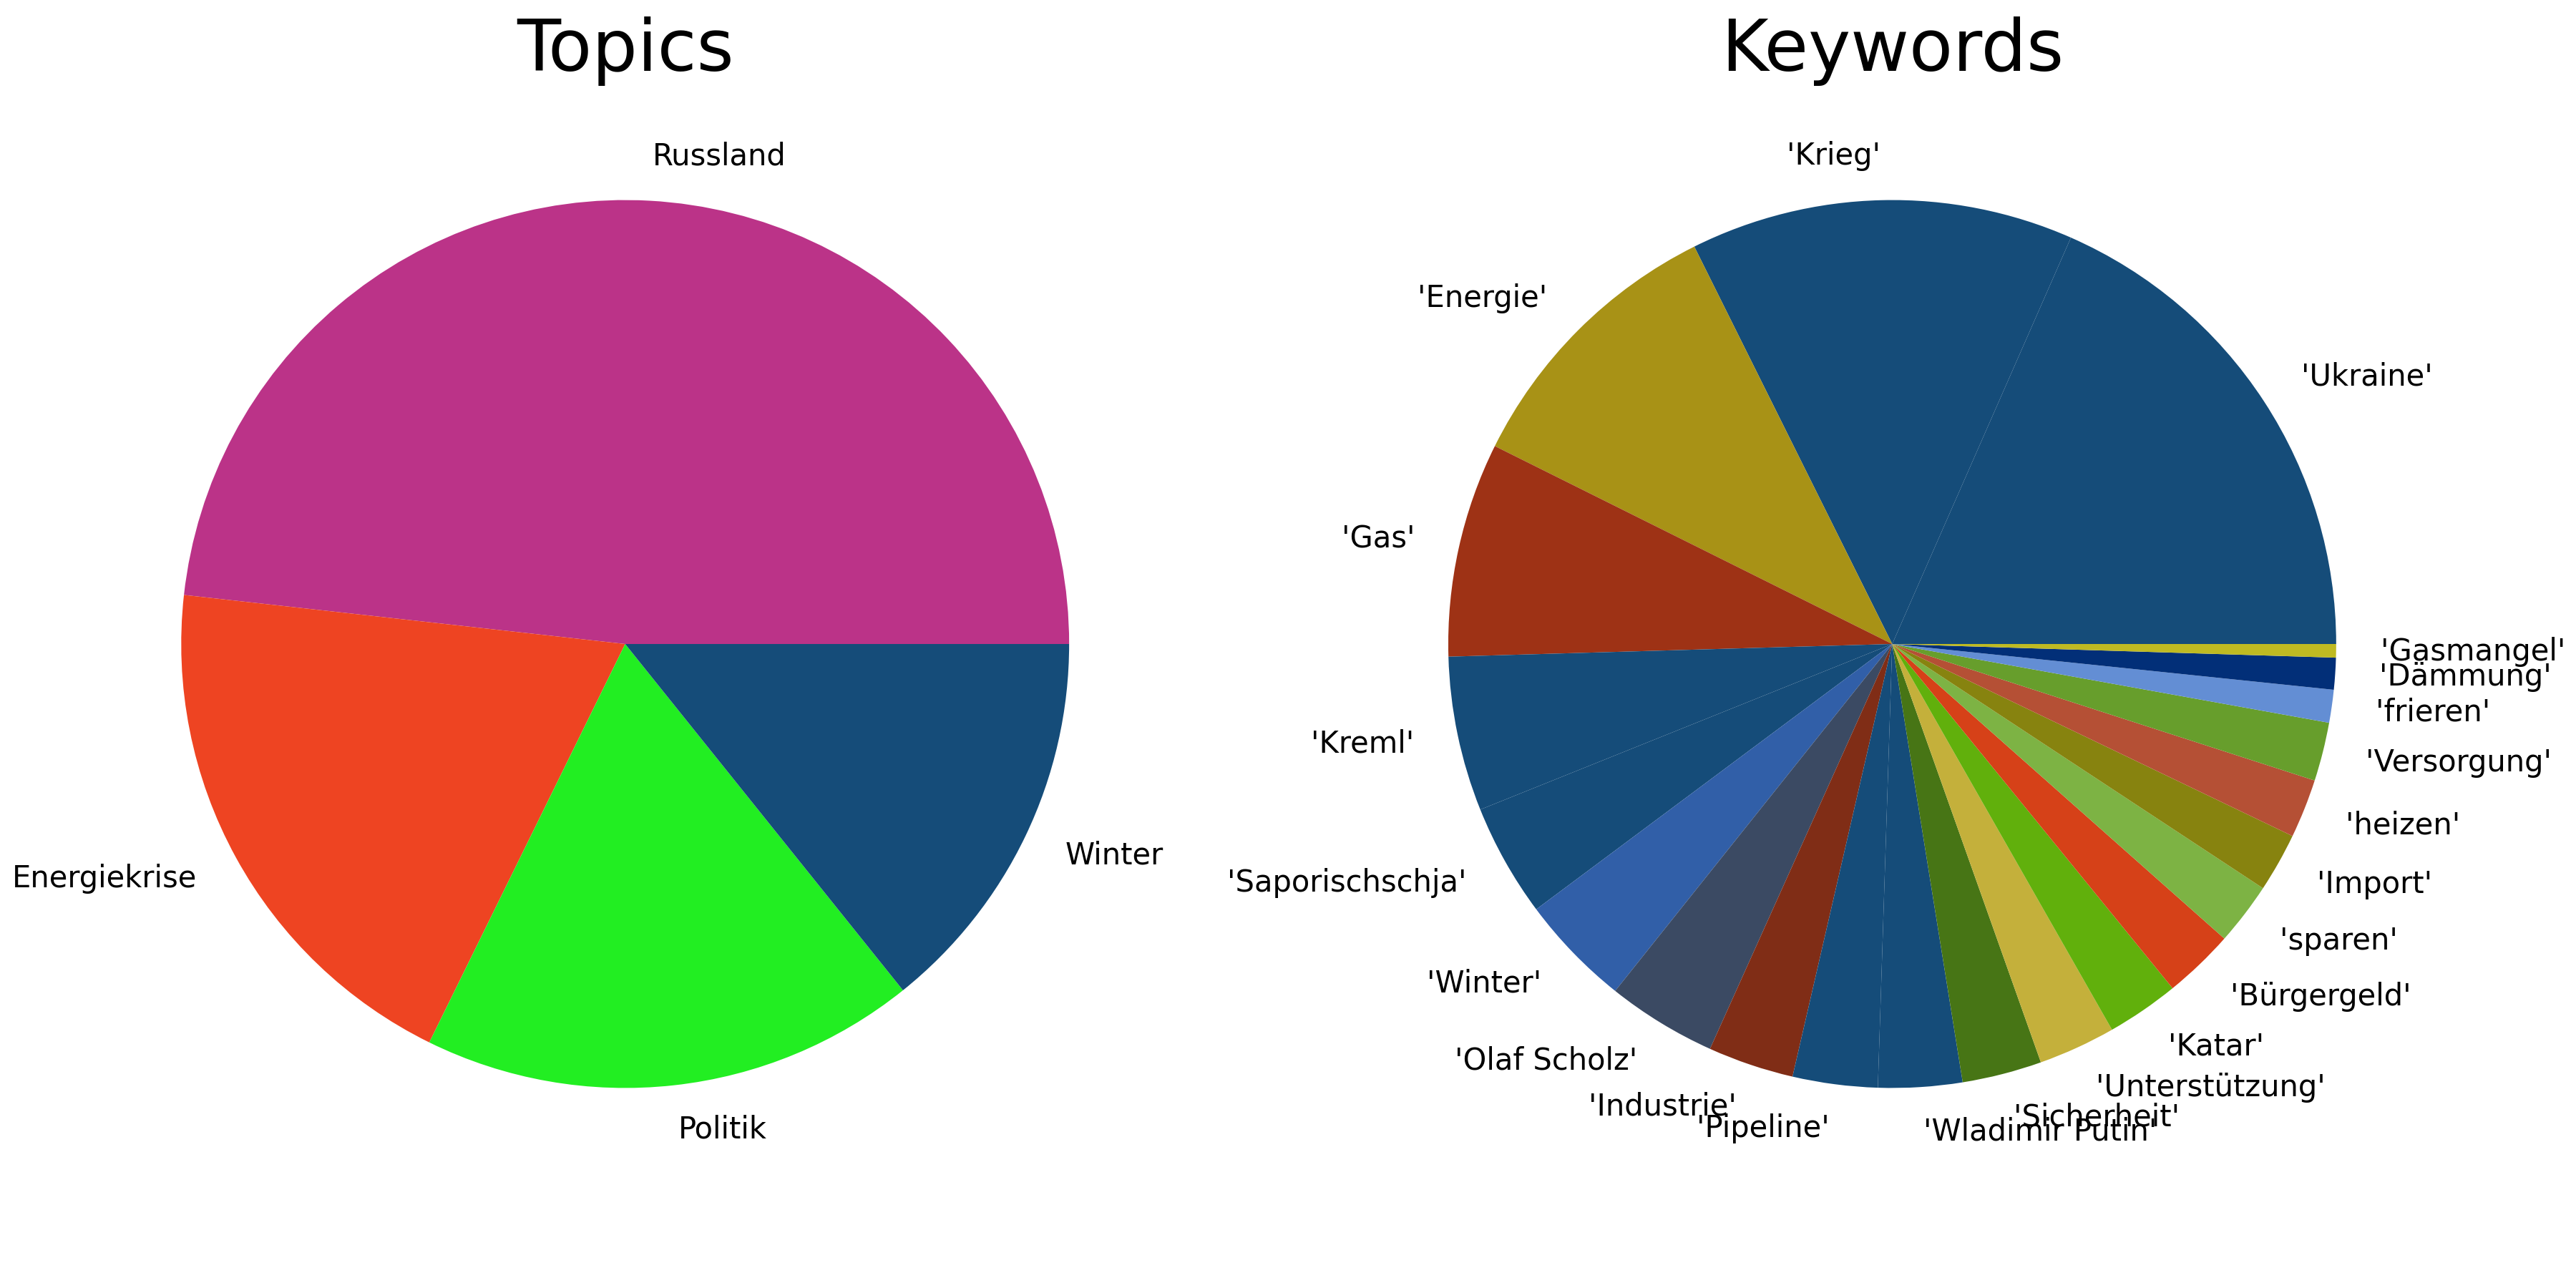 Topics
Russland
Energiekrise
Politik
Winter
Keywords
'Ukraine'
'Krieg'
'Energie'
'Gas'
'Kreml'
'Saporischschja'
'Winter'
'Olaf Scholz'
'Industrie'
'Pipeline'
'Wladimir Putin'
'Sicherheit'
'Unterstützung'
'Katar'
'Bürgergeld'
'sparen'
'Import'
'heizen'
'Versorgung'
'frieren'
'Dämmung'
'Gasmangel'